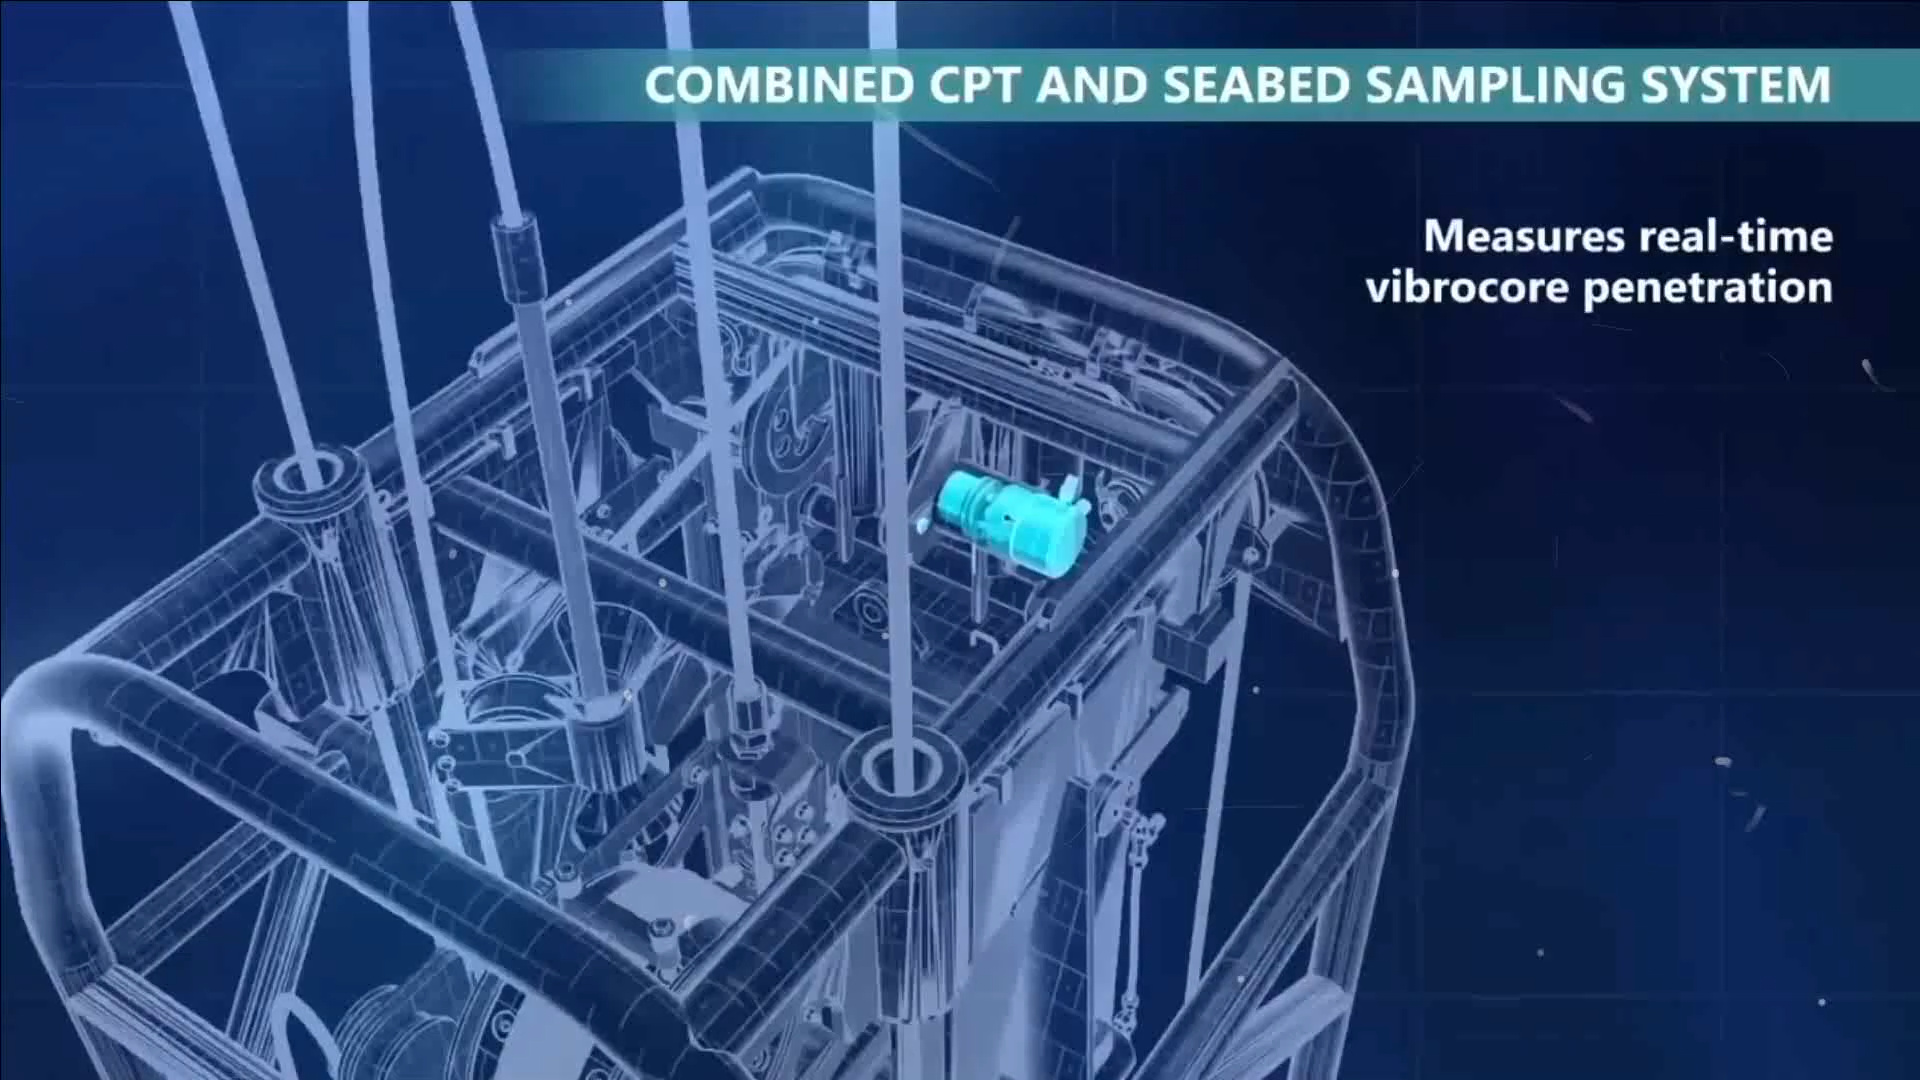 COMBINED CPT AND SEABED SAMPLING SYSTEM
Measures real-time
vibrocore penetration